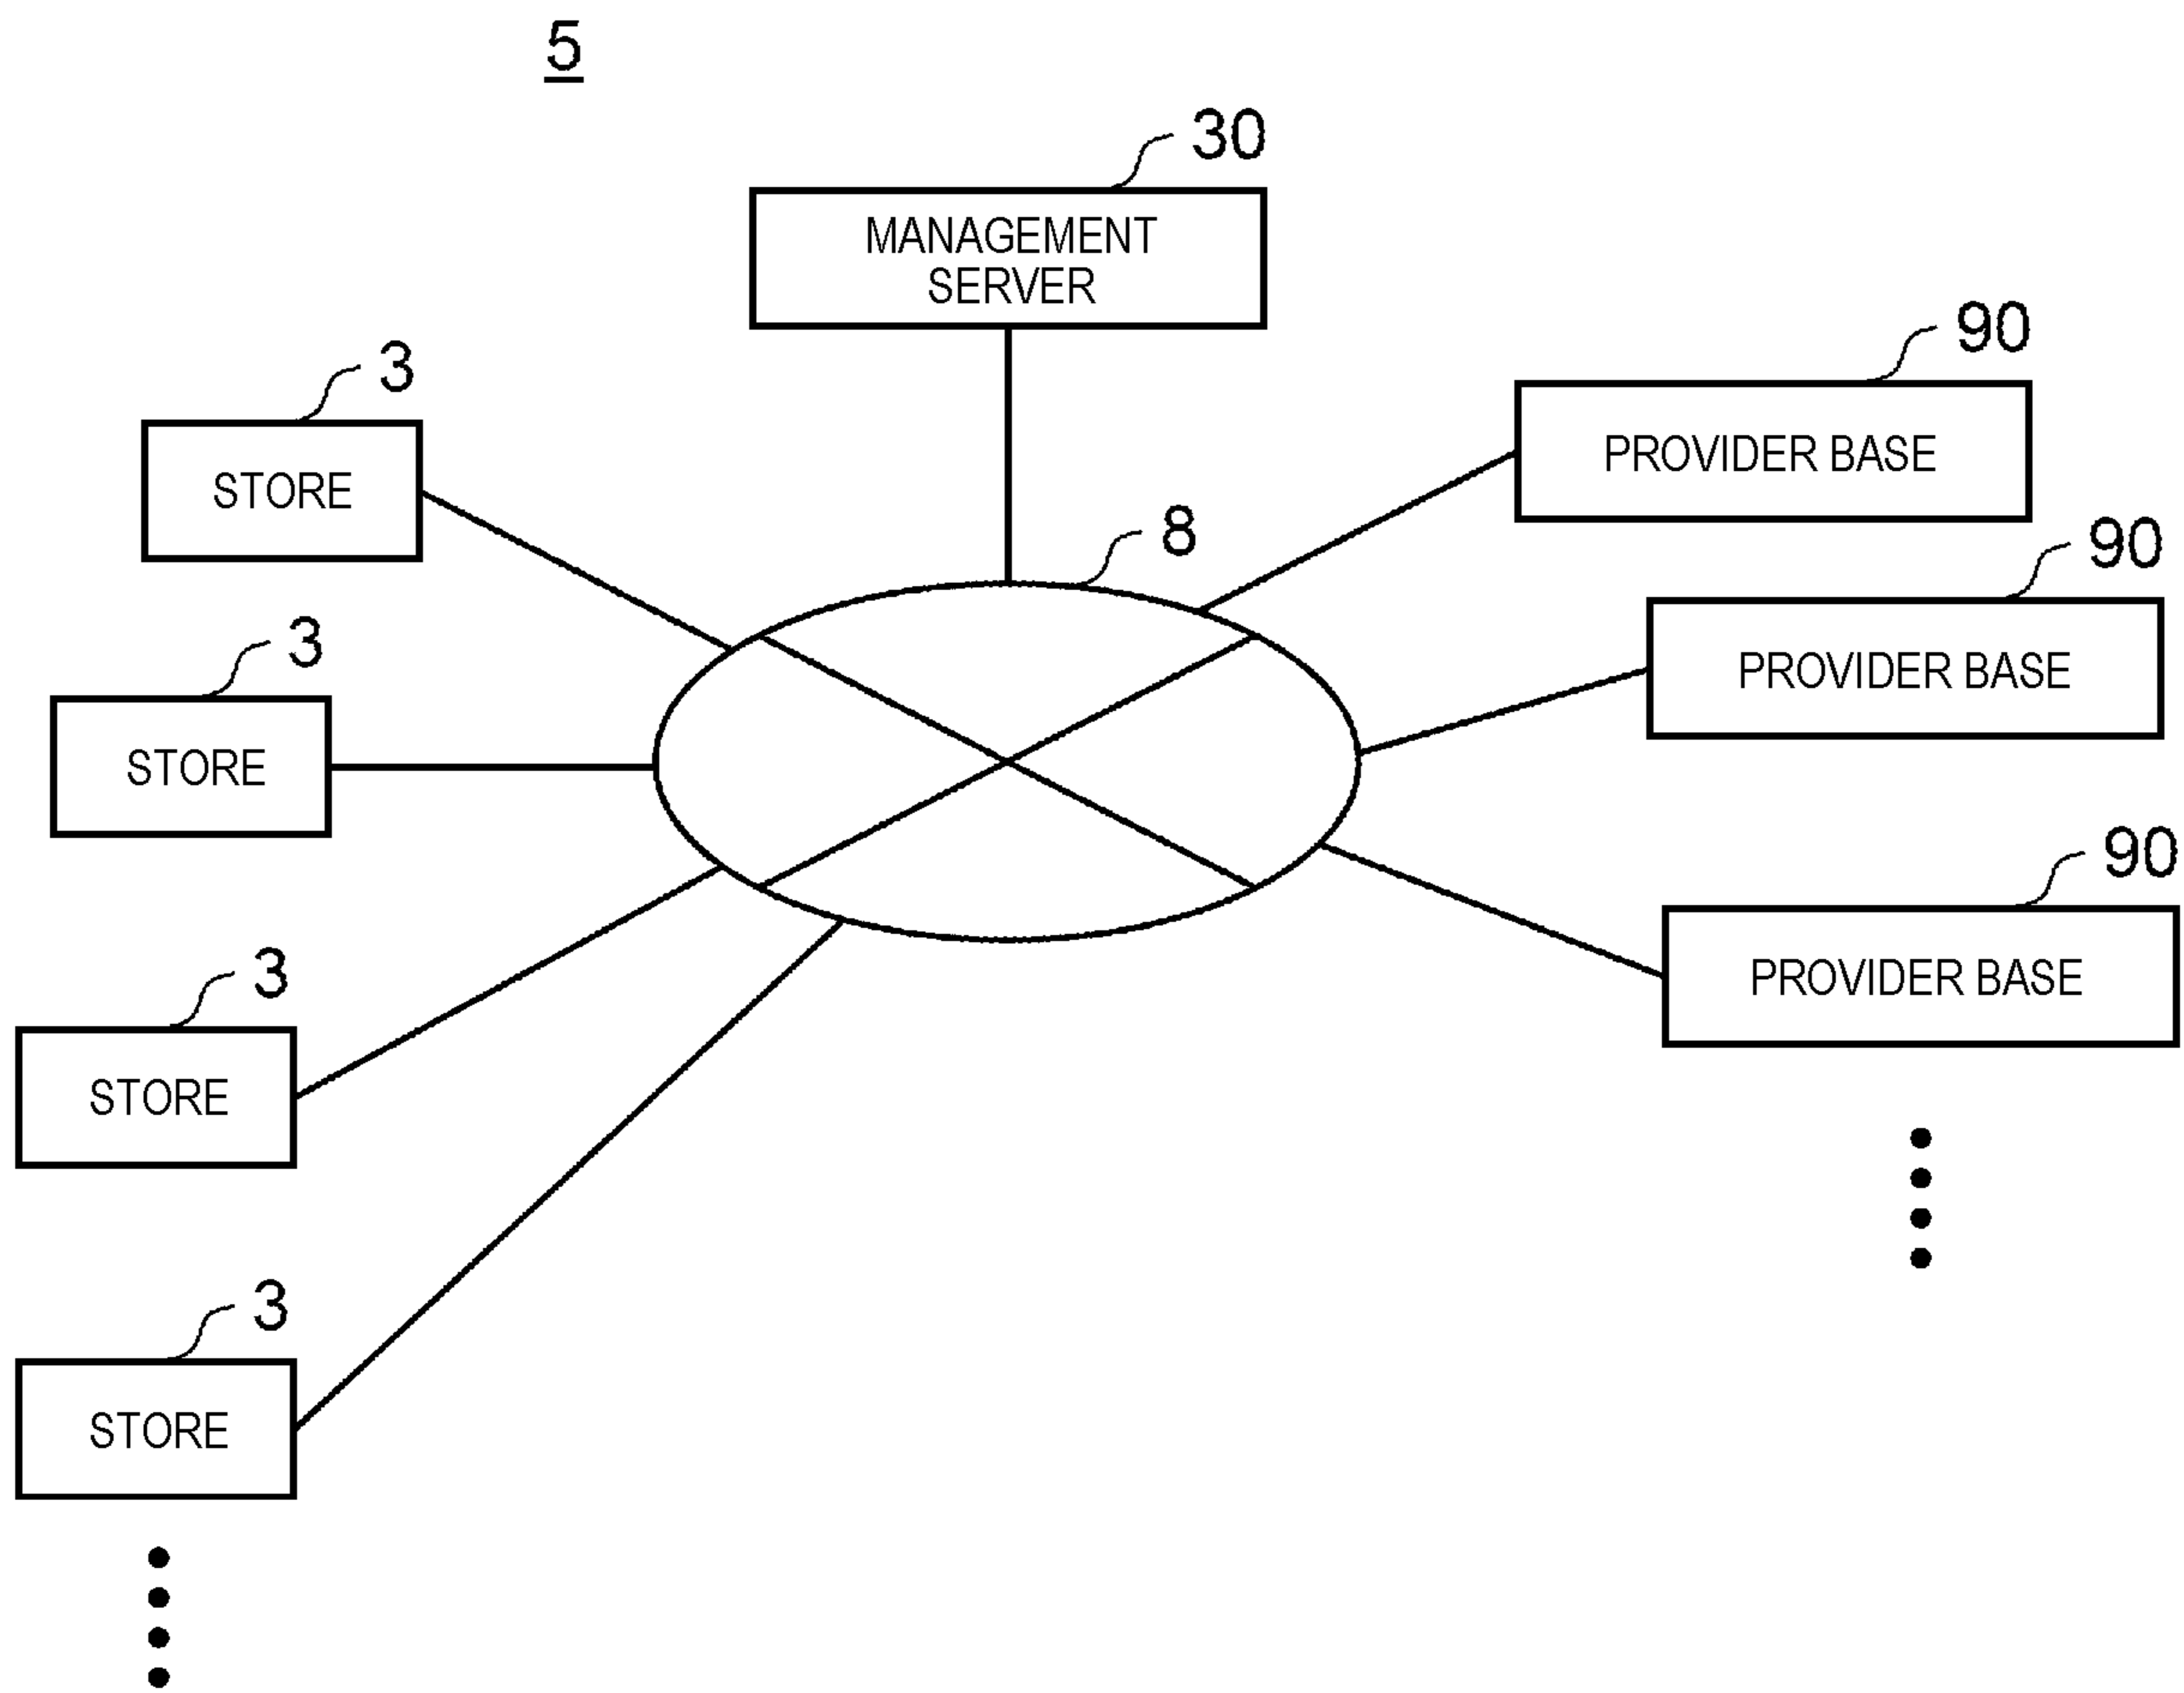 5
30
MANAGEMENT
SERVER
3
STORE
90
PROVIDER BASE
8
90
PROVIDER BASE
3
STORE
90
PROVIDER BASE
3
STORE
3
STORE